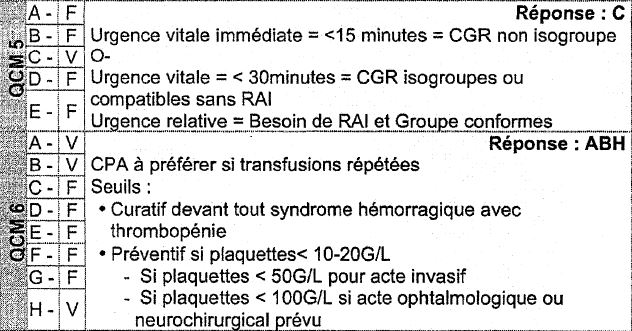 QCM 5
A - F Réponse : C
B - F Urgence vitale immédiate = <15 minutes = CGR non isogroupe
C - V O-
D - F Urgence vitale = < 30minutes = CGR isogroupes ou
compatibles sans RAI
E - F
Urgence relative = Besoin de RAI et Groupe conformes
QCM 6
A - V Réponse : ABH
B - V CPA à préférer si transfusions répétées
C - F Seuils :
D - F • Curatif devant tout syndrome hémorragique avec
E - F thrombopénie
F - F • Préventif si plaquettes< 10-20G/L
G - F - Si plaquettes < 50G/L pour acte invasif
H - V - Si plaquettes < 100G/L si acte ophtalmologique ou
neurochirurgical prévu